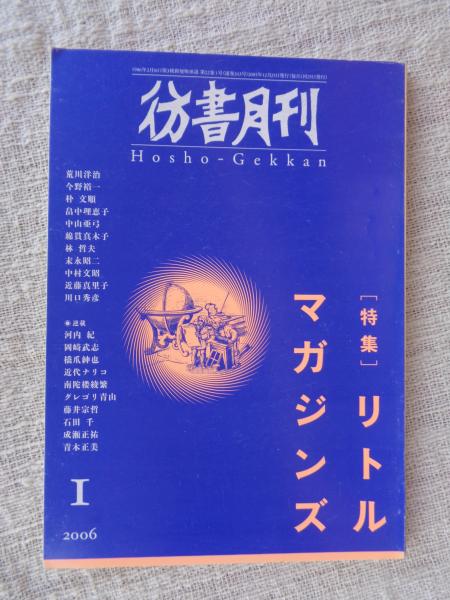 彷書月刊
Hosho-Gekkan
荒川洋治
今野裕一
朴 文順
畠中理恵子
中山亜弓
綿貫真木子
林 哲夫
末永昭二
中村文昭
近藤真里子
川口秀彦
[特集]リトル
マガジンズ
●連載
河内 紀
岡崎武志
橋爪紳也
近代ナリコ
南陀楼綾繁
グレゴリ青山
藤井宗哲
石田 千
成瀬正祐
青木正美
1
2006